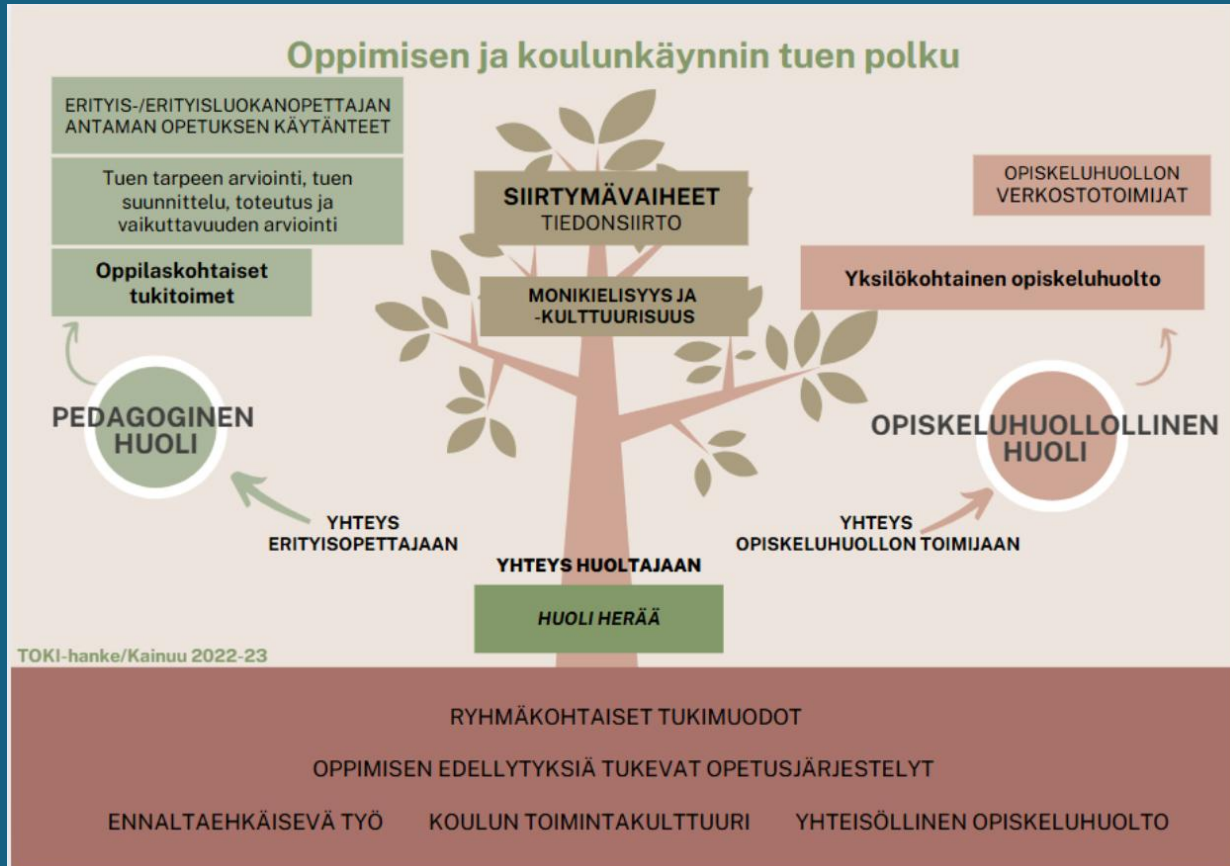 Oppimisen ja koulunkäynnin tuen polku
ERITYIS-/ERITYISLUOKANOPETTAJAN
ANTAMAN OPETUKSEN KÄYTÄNTEET
Tuen tarpeen arviointi, tuen
suunnittelu, toteutus ja
vaikuttavuuden arviointi
Oppilaskohtaiset
tukitoimet
PEDAGOGINEN
HUOLI
YHTEYS
ERITYISOPETTAJAAN
SIIRTYMÄVAIHEET
TIEDONSIIRTO
MONIKIELISYYS JA
-KULTTUURISUUS
OPISKELUHUOLLON
VERKOSTOTOIMIJAT
Yksilökohtainen opiskeluhuolto
OPISKELUHUOLLOLLINEN
HUOLI
YHTEYS
OPISKELUHUOLLON TOIMIJAAN
YHTEYS HUOLTAJAAN
HUOLI HERÄÄ
TOKI-hanke/Kainuu 2022-23
RYHMÄKOHTAISET TUKIMUODOT
OPPIMISEN EDELLYTYKSIÄ TUKEVAT OPETUSJÄRJESTELYT
ENNALTAEHKÄISEVÄ TYÖ KOULUN TOIMINTAKULTTUURI YHTEISÖLLINEN OPISKELUHUOLTO